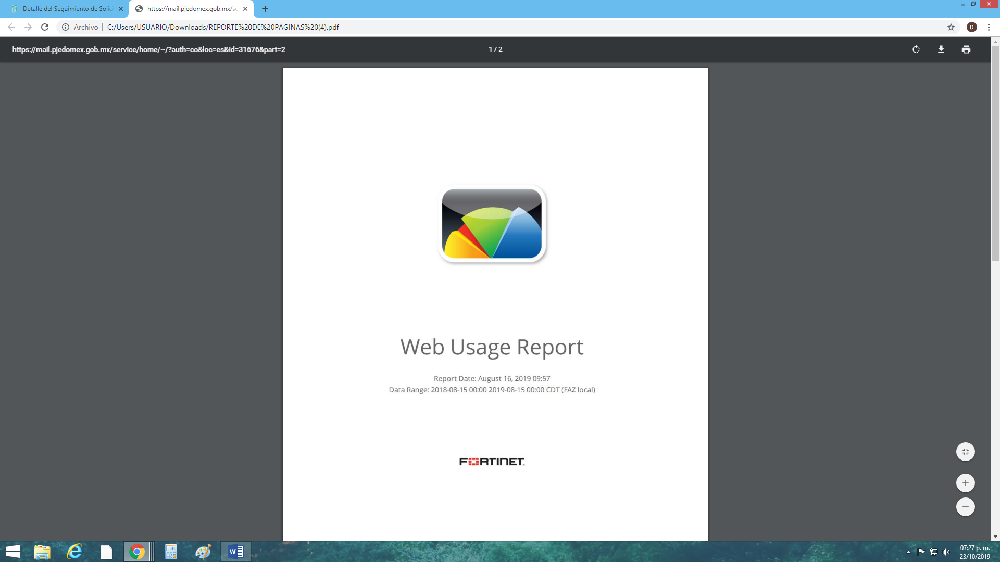 Detalle del Seguimiento de Solici
https://mail.pjedomex.gob.mx/se
Archivo
C:/Users/USUARIO/Downloads/REPORTE%20DE%20PÁGINAS%20(4).pdf
D
https://mail.pjedomex.gob.mx/service/home/~/?auth=co&loc=es&id=31676&part=2
1 / 2
Web Usage Report
Report Date: August 16, 2019 09:57
Data Range: 2018-08-15 00:00 2019-08-15 00:00 CDT (FAZ local)
FORTINET
07:27 p. m.
23/10/2019